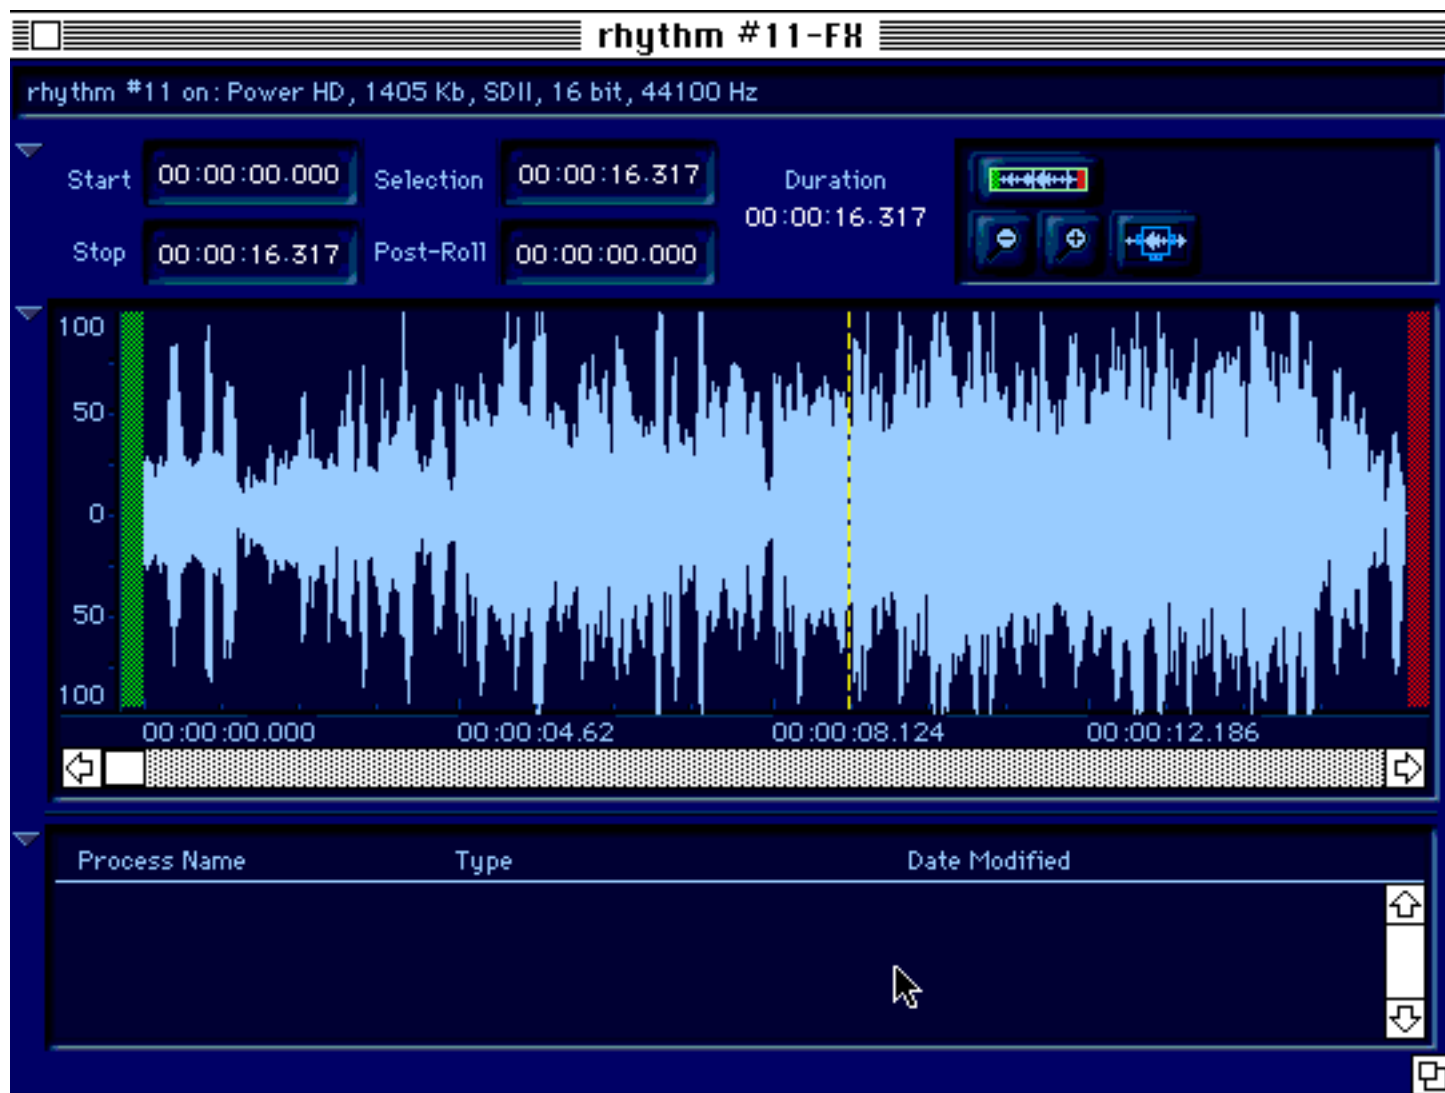 rhythm #11-FX
rhythm #11 on: Power HD, 1405 Kb, SDII, 16 bit, 44100 Hz
Start 00:00:00.000 Selection 00:00:16.317 Duration
00:00:16.317
Stop 00:00:16.317 Post-Roll 00:00:00.000
100
50
0
50
100
00:00:00.000 00:00:04.62 00:00:08.124 00:00:12.186
Process Name Type Date Modified